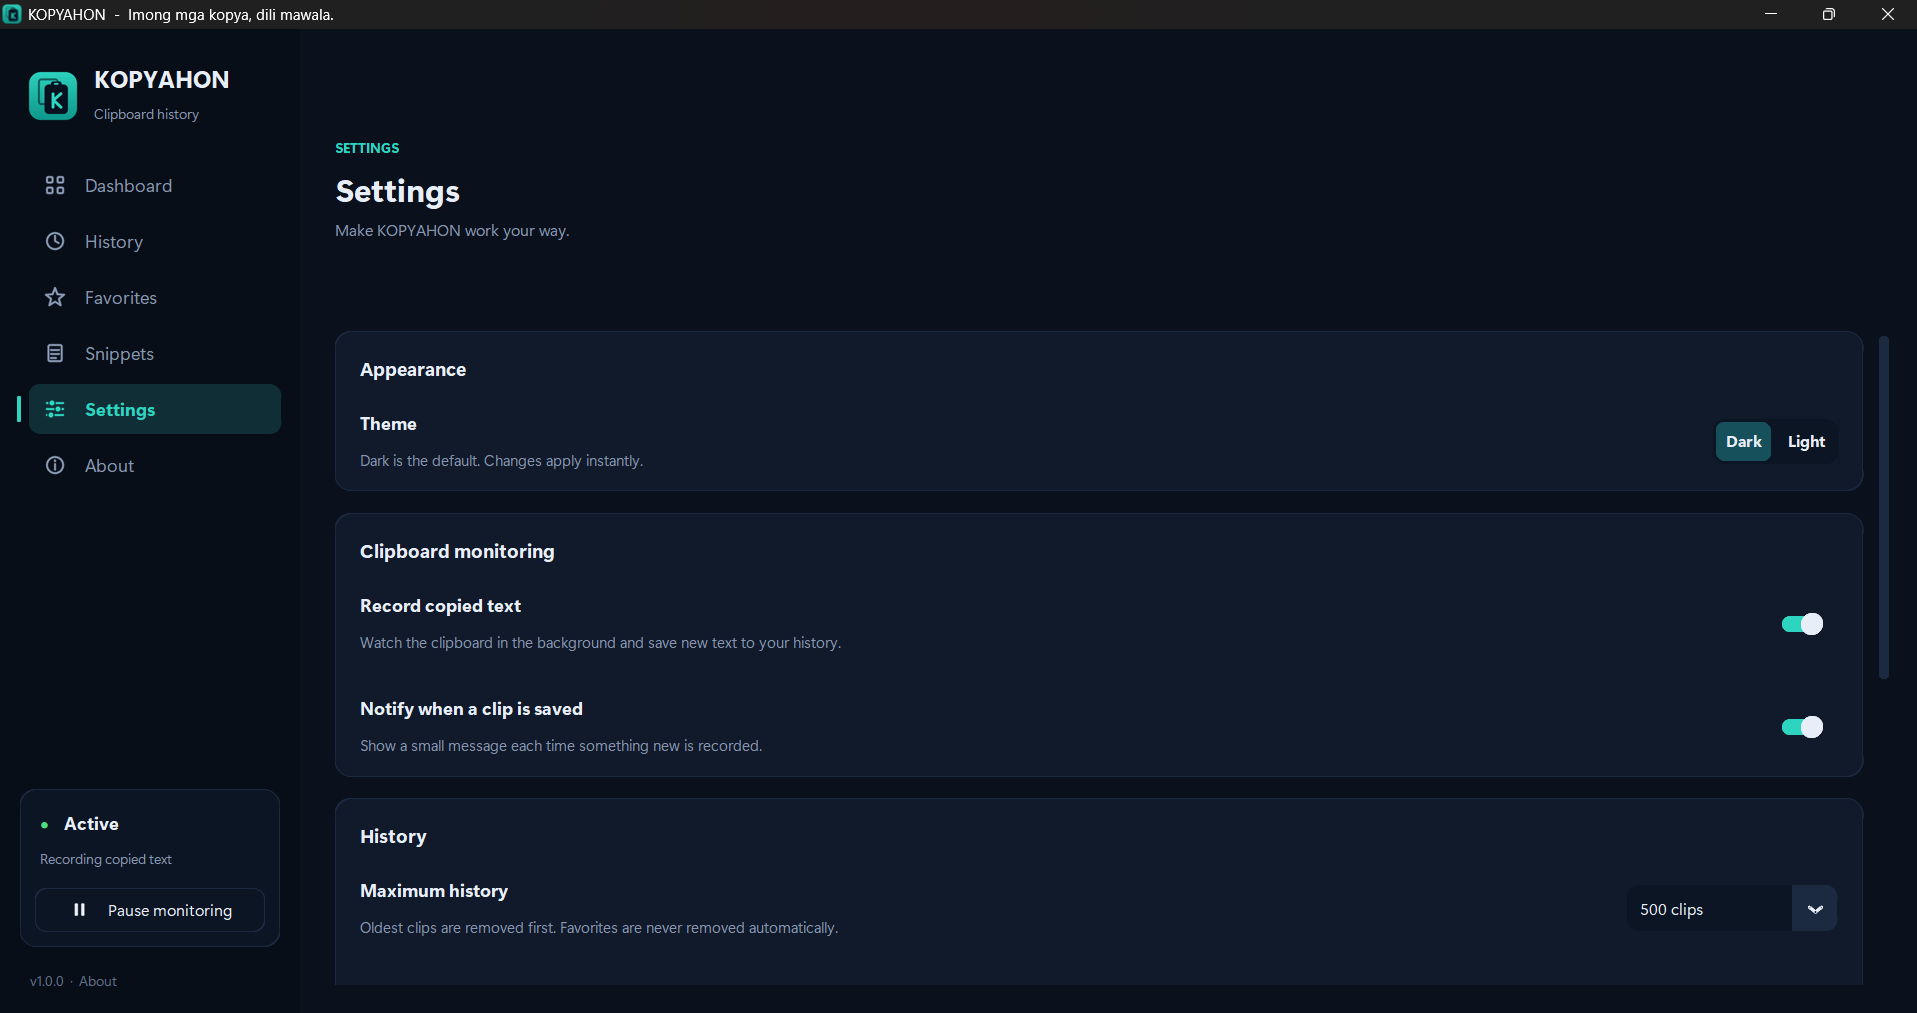 KOPYAHON - Imong mga kopya, dili mawala.
KOPYAHON
Clipboard history
Dashboard
History
Favorites
Snippets
Settings
About
Active
Recording copied text
Pause monitoring
v1.0.0 · About
SETTINGS
Settings
Make KOPYAHON work your way.
Appearance
Theme
Dark is the default. Changes apply instantly.
Dark Light
Clipboard monitoring
Record copied text
Watch the clipboard in the background and save new text to your history.
Notify when a clip is saved
Show a small message each time something new is recorded.
History
Maximum history
Oldest clips are removed first. Favorites are never removed automatically.
500 clips